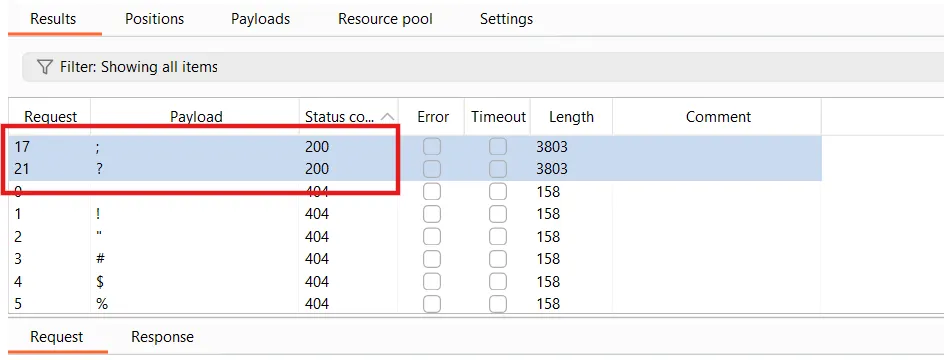 Results Positions Payloads Resource pool Settings
Filter: Showing all items
Request Payload Status co... Error Timeout Length Comment
17 ; 200 3803
21 ? 200 3803
0 404 158
1 ! 404 158
2 " 404 158
3 # 404 158
4 $ 404 158
5 % 404 158
Request Response